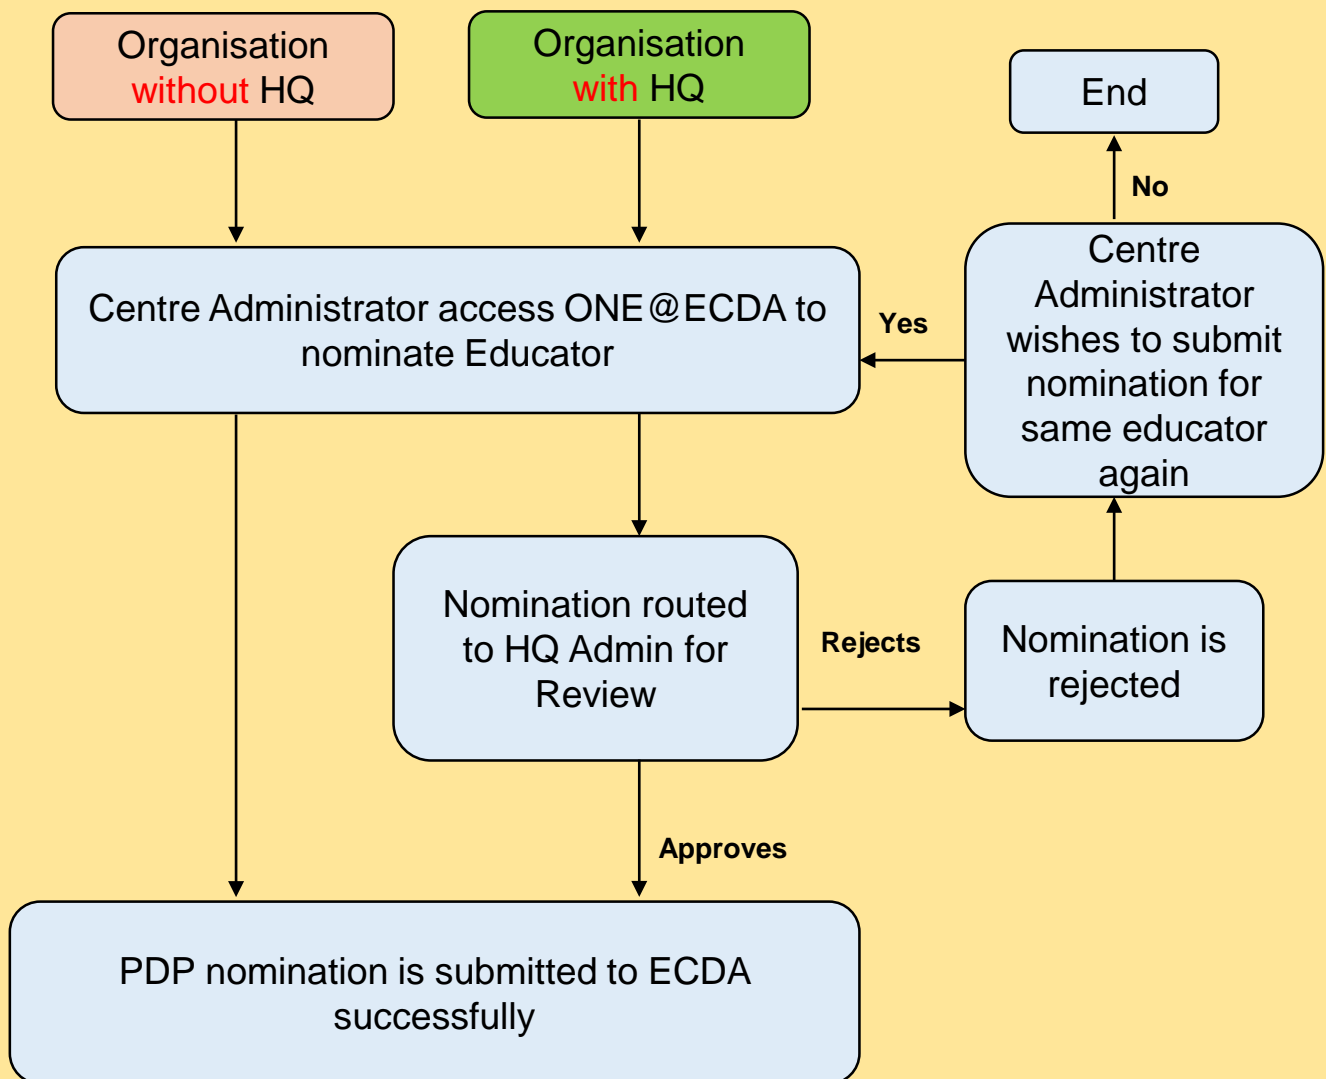 Organisation
without HQ
Organisation
with HQ
End
No
Centre
Administrator
wishes to submit
nomination for
same educator
again
Centre Administrator access ONE@ECDA to
nominate Educator
Yes
Nomination routed
to HQ Admin for
Review
Rejects
Nomination is
rejected
Approves
PDP nomination is submitted to ECDA
successfully